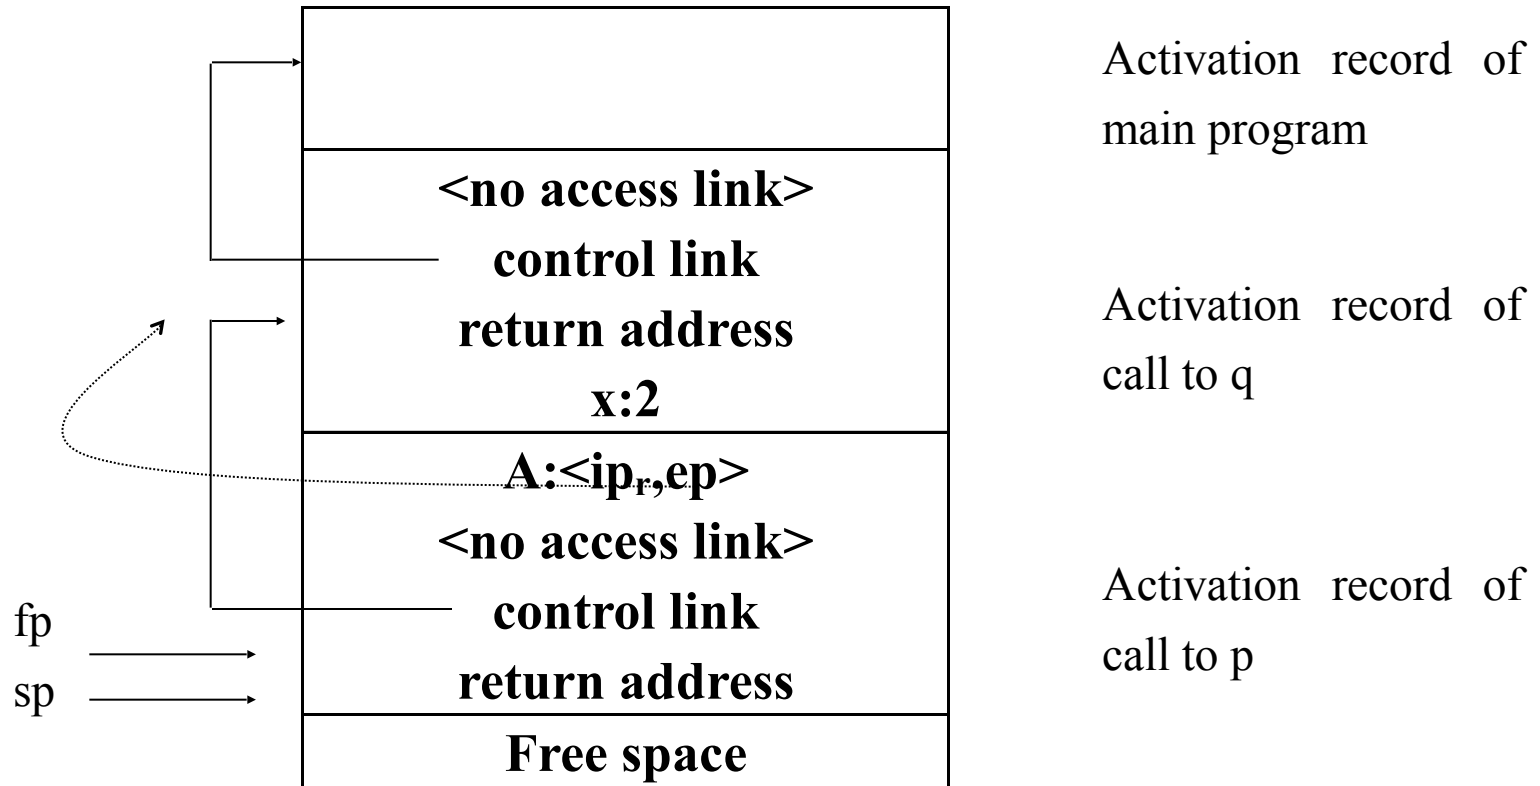 Activation record of
main program
<no access link>
control link
return address
x:2
Activation record of
call to q
A:<ipr,ep>
<no access link>
control link
return address
Activation record of
call to p
fp
sp
Free space